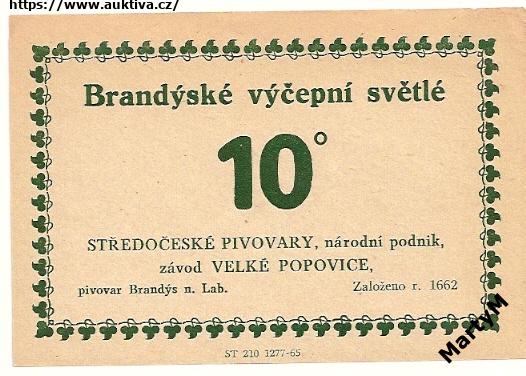 https://www.auktiva.cz/
Brandýské výčepní světlé
10°
STŘEDOČESKÉ PIVOVARY, národní podnik,
závod VELKÉ POPOVICE,
pivovar Brandýs n. Lab. Založeno r. 1662
ST 210 1277-65
MartyM